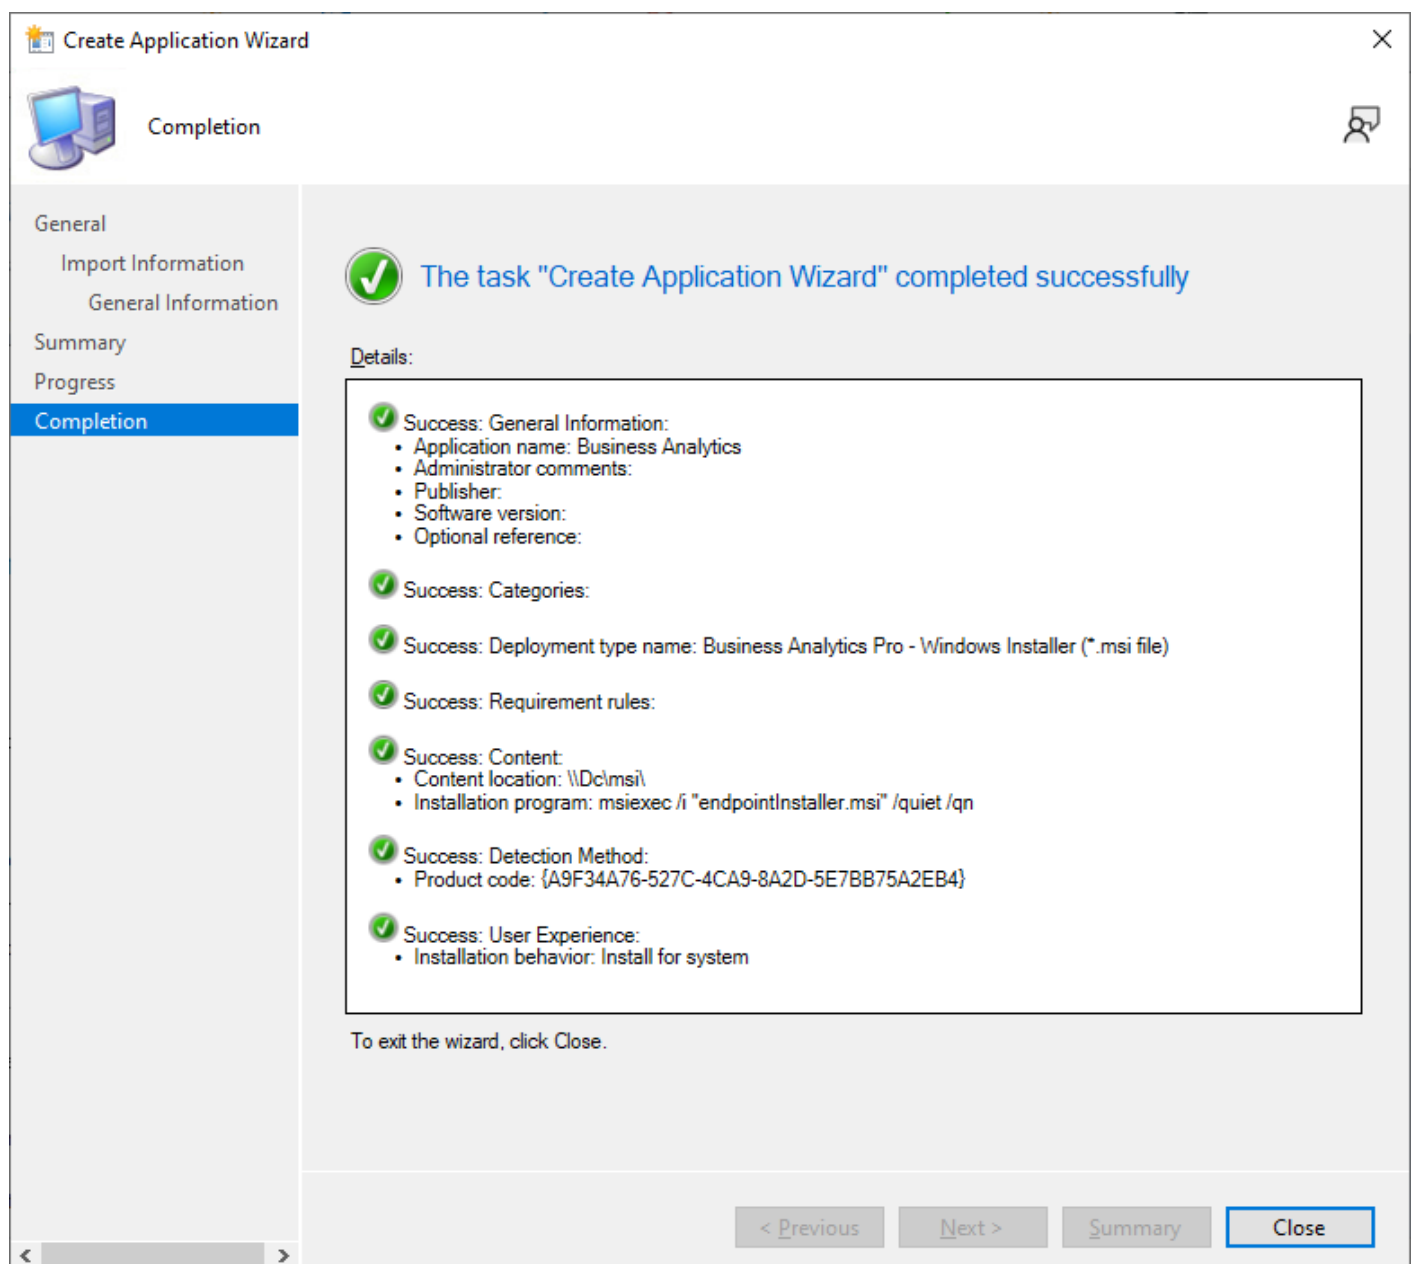 Create Application Wizard
Completion
General
Import Information
General Information
Summary
Progress
Completion
The task "Create Application Wizard" completed successfully
Details:
Success: General Information:
• Application name: Business Analytics
• Administrator comments:
• Publisher:
• Software version:
• Optional reference:
Success: Categories:
Success: Deployment type name: Business Analytics Pro - Windows Installer (*.msi file)
Success: Requirement rules:
Success: Content:
• Content location: \\Dc\msi\
• Installation program: msiexec /i "endpointInstaller.msi" /quiet /qn
Success: Detection Method:
• Product code: {A9F34A76-527C-4CA9-8A2D-5E7BB75A2EB4}
Success: User Experience:
• Installation behavior: Install for system
To exit the wizard, click Close.
< Previous
Next >
Summary
Close